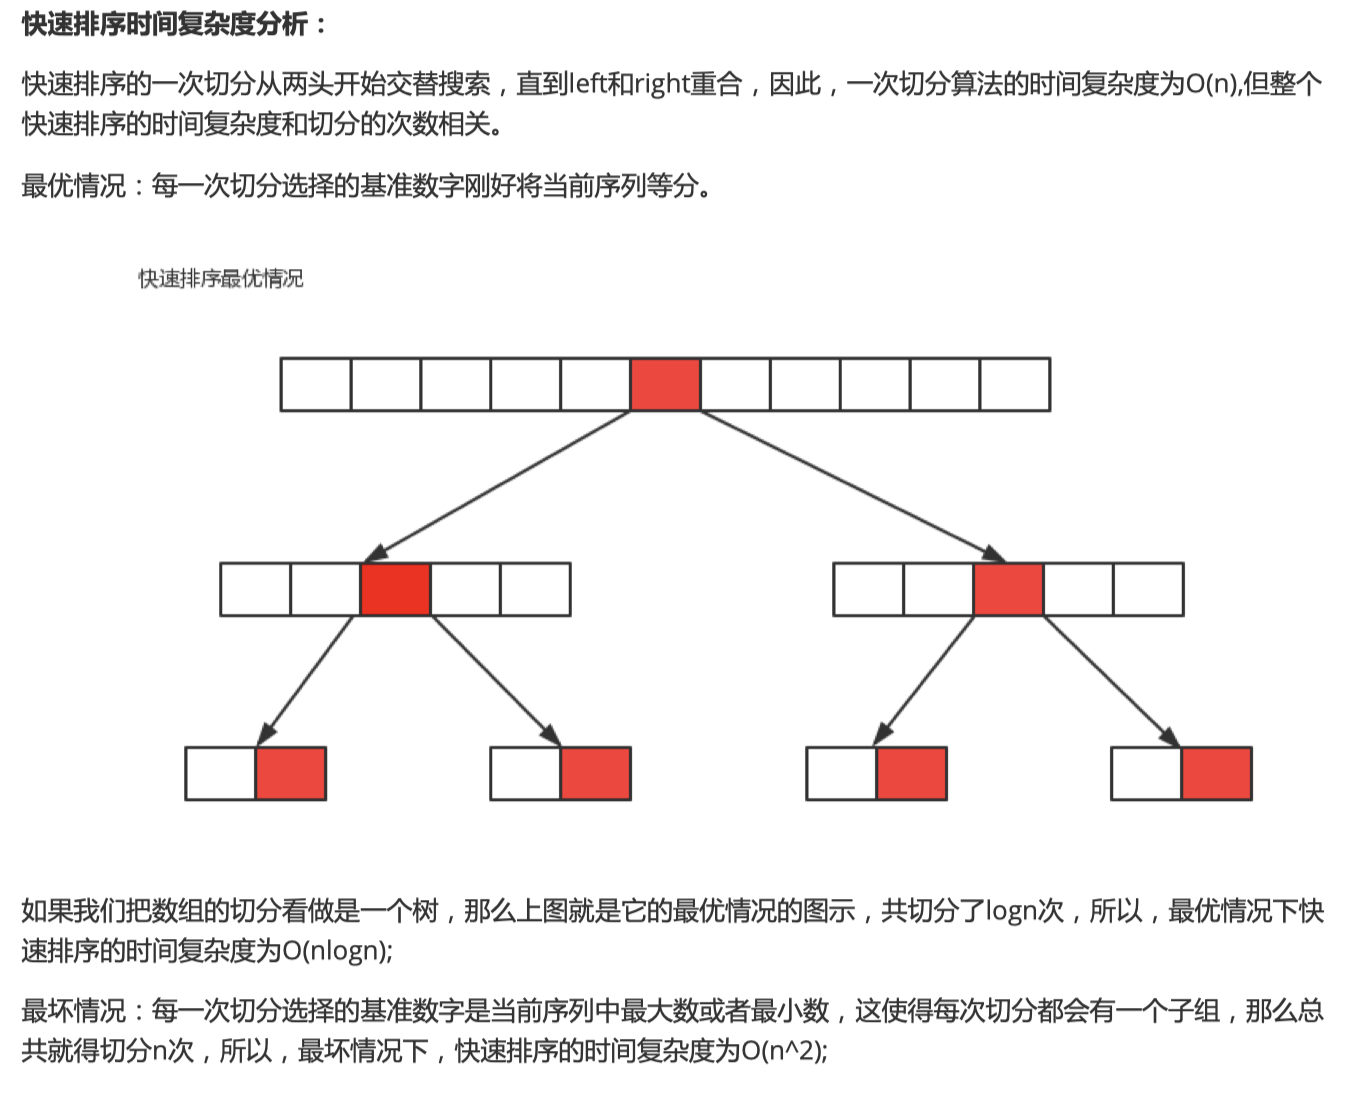 快速排序时间复杂度分析：
快速排序的一次切分从两头开始交替搜索，直到left和right重合，因此，一次切分算法的时间复杂度为O(n),但整个
快速排序的时间复杂度和切分的次数相关。
最优情况：每一次切分选择的基准数字刚好将当前序列等分。
快速排序最优情况
如果我们把数组的切分看做是一个树，那么上图就是它的最优情况的图示，共切分了logn次，所以，最优情况下快
速排序的时间复杂度为O(nlogn);
最坏情况：每一次切分选择的基准数字是当前序列中最大数或者最小数，这使得每次切分都会有一个子组，那么总
共就得切分n次，所以，最坏情况下，快速排序的时间复杂度为O(n^2);